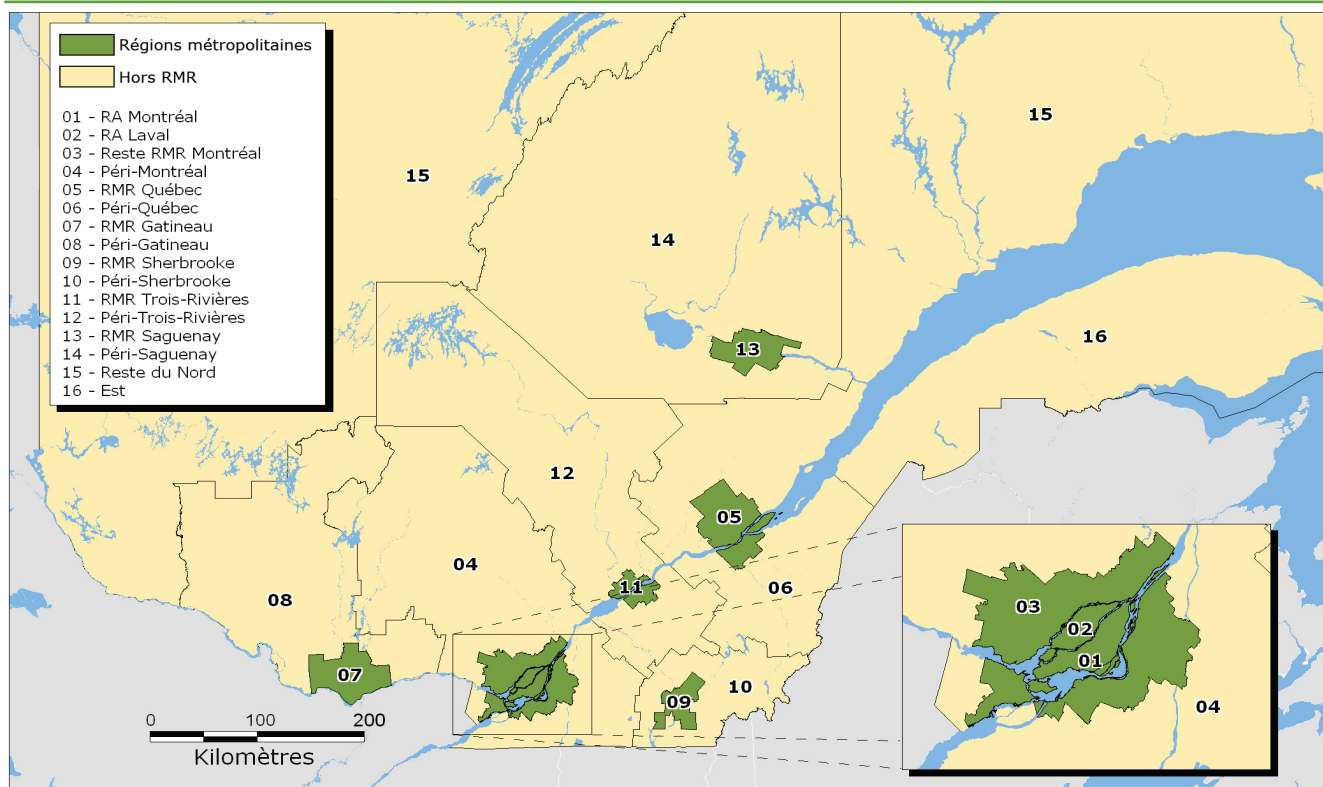 Régions métropolitaines
Hors RMR
01 - RA Montréal
02 - RA Laval
03 - Reste RMR Montréal
04 - Péri-Montréal
05 - RMR Québec
06 - Péri-Québec
07 - RMR Gatineau
08 - Péri-Gatineau
09 - RMR Sherbrooke
10 - Péri-Sherbrooke
11 - RMR Trois-Rivières
12 - Péri-Trois-Rivières
13 - RMR Saguenay
14 - Péri-Saguenay
15 - Reste du Nord
16 - Est
15
15
14
16
13
12
05
04
11
06
08
07
09
10
03
02
01
04
0 100 200
Kilomètres